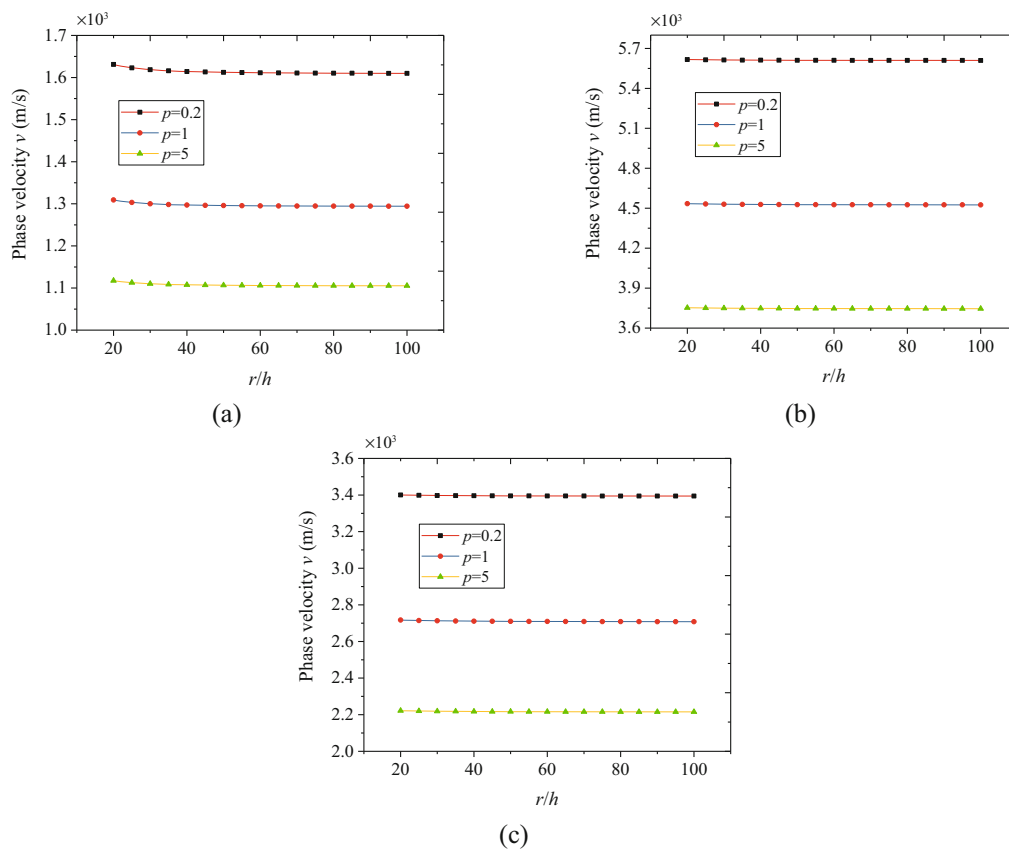 ×10³
1.7
1.6
1.5
1.4
1.3
1.2
1.1
1.0
Phase velocity v (m/s)
p=0.2
p=1
p=5
20 40 60 80 100
r/h
(a)
×10³
5.7
5.4
5.1
4.8
4.5
4.2
3.9
3.6
Phase velocity v (m/s)
p=0.2
p=1
p=5
20 40 60 80 100
r/h
(b)
×10³
3.6
3.4
3.2
3.0
2.8
2.6
2.4
2.2
2.0
Phase velocity v (m/s)
p=0.2
p=1
p=5
20 40 60 80 100
r/h
(c)